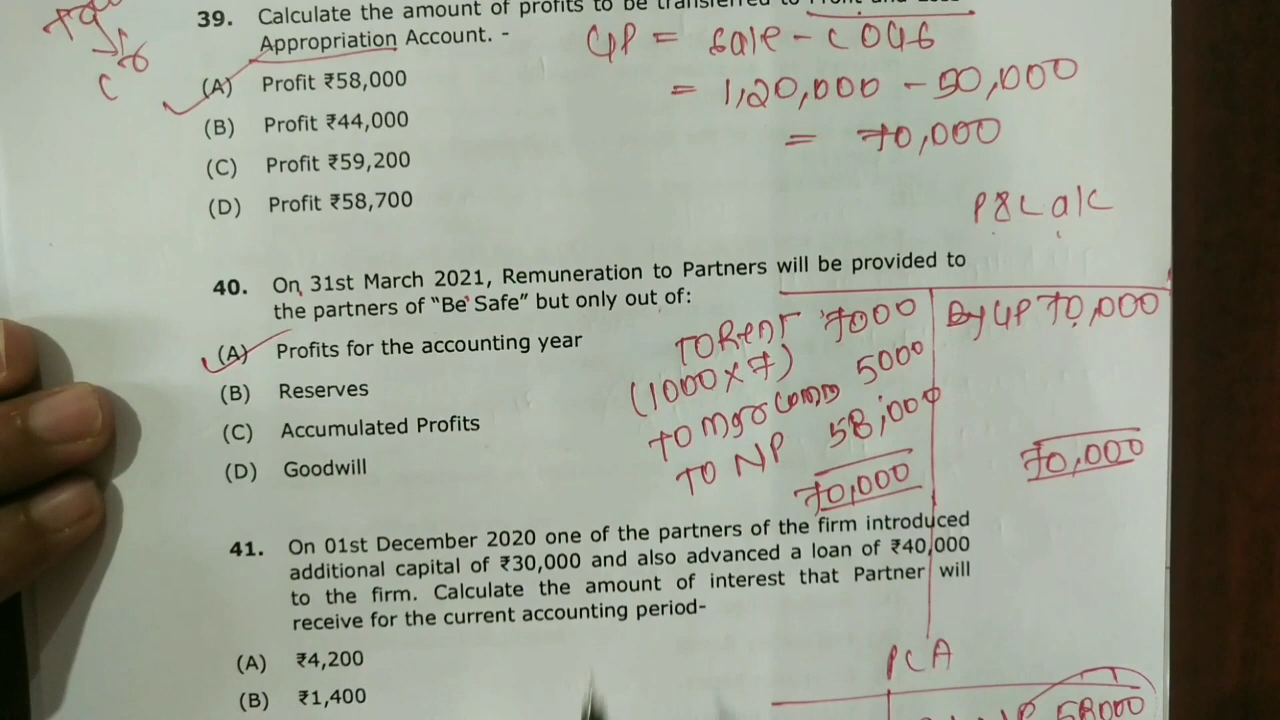 39. Calculate the amount of profits to be transferred to Profit and Loss
Appropriation Account. -
(A) Profit ₹58,000
(B) Profit ₹44,000
(C) Profit ₹59,200
(D) Profit ₹58,700
GP = Sale - COGS
= 1,20,000 - 50,000
= 70,000
P&L a/c
40. On 31st March 2021, Remuneration to Partners will be provided to
the partners of "Be Safe" but only out of:
(A) Profits for the accounting year
(B) Reserves
(C) Accumulated Profits
(D) Goodwill
TO Rent 7000 By GP 70,000
(1000 x 7)
TO mgr comm 5000
TO NP 58,000
70,000 70,000
41. On 01st December 2020 one of the partners of the firm introduced
additional capital of ₹30,000 and also advanced a loan of ₹40,000
to the firm. Calculate the amount of interest that Partner will
receive for the current accounting period-
(A) ₹4,200
(B) ₹1,400
PCA
58000